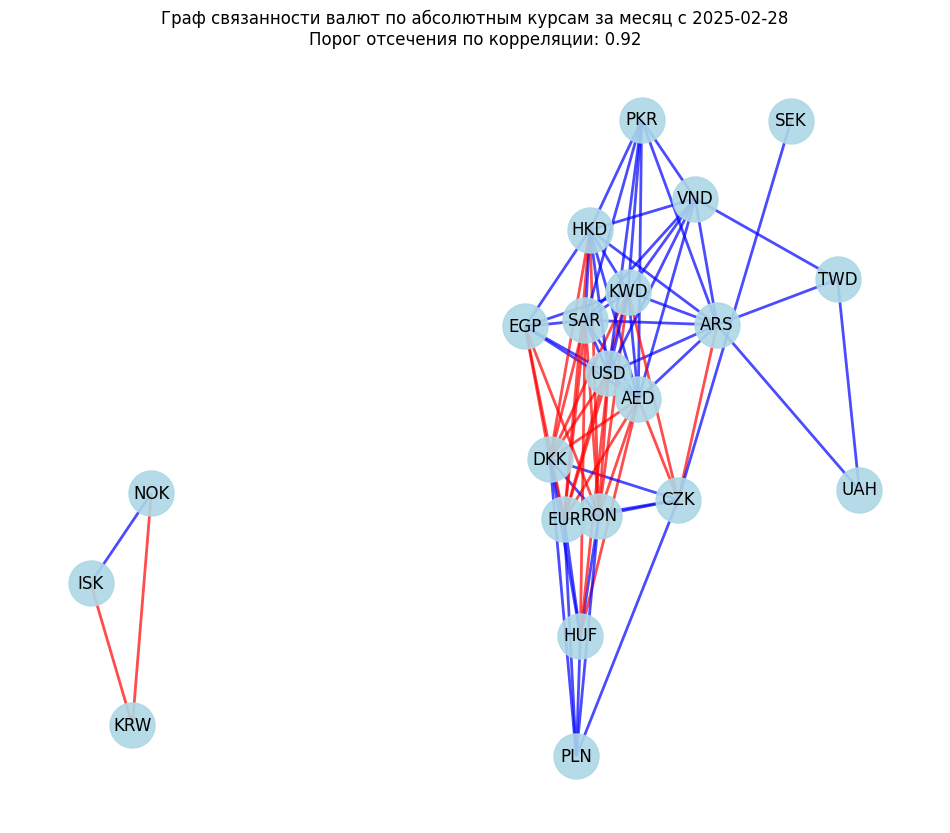 Граф связанности валют по абсолютным курсам за месяц с 2025-02-28
Порог отсечения по корреляции: 0.92
PKR
SEK
VND
HKD
TWD
KWD
SAR
ARS
EGP
USD
AED
DKK
CZK
UAH
NOK
EUR
RON
ISK
HUF
KRW
PLN